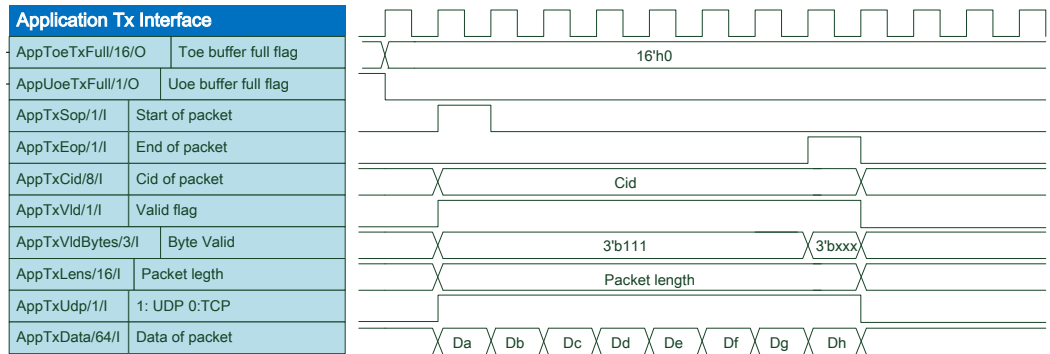 Application Tx Interface
AppToeTxFull/16/O Toe buffer full flag 16'h0
AppUoeTxFull/1/O Uoe buffer full flag
AppTxSop/1/I Start of packet
AppTxEop/1/I End of packet
AppTxCid/8/I Cid of packet Cid
AppTxVld/1/I Valid flag
AppTxVldBytes/3/I Byte Valid 3'b111 3'bxxx
AppTxLens/16/I Packet legth Packet length
AppTxUdp/1/I 1: UDP 0:TCP
AppTxData/64/I Data of packet Da Db Dc Dd De Df Dg Dh